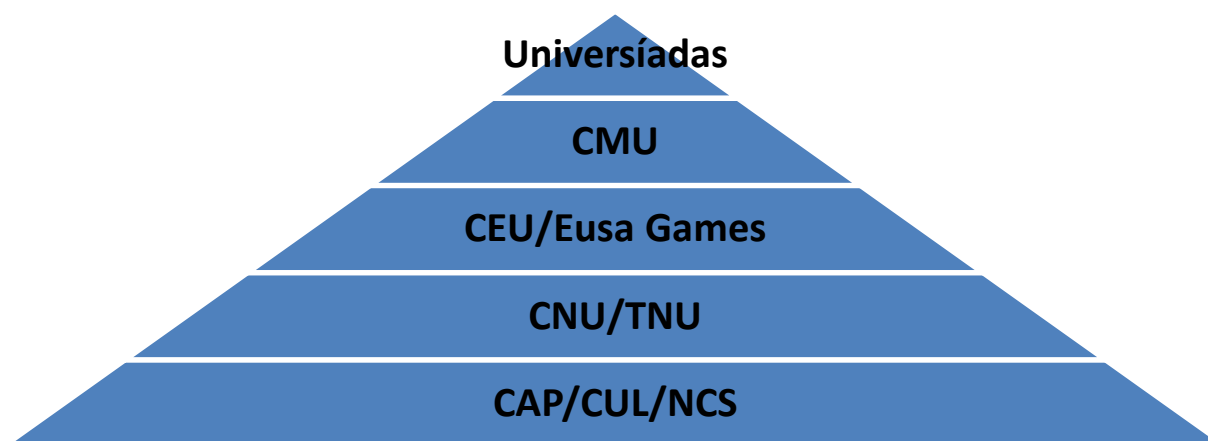 Universíadas
CMU
CEU/Eusa Games
CNU/TNU
CAP/CUL/NCS